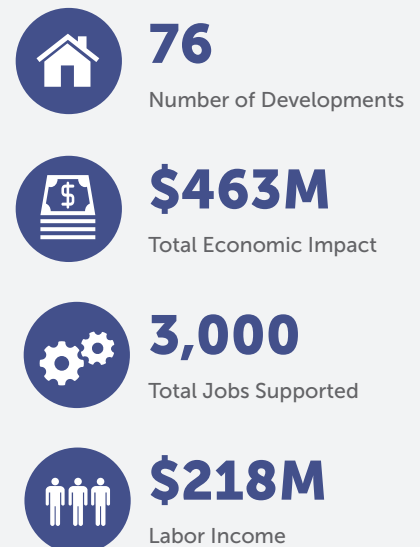 76
Number of Developments
$
$463M
Total Economic Impact
3,000
Total Jobs Supported
$218M
Labor Income